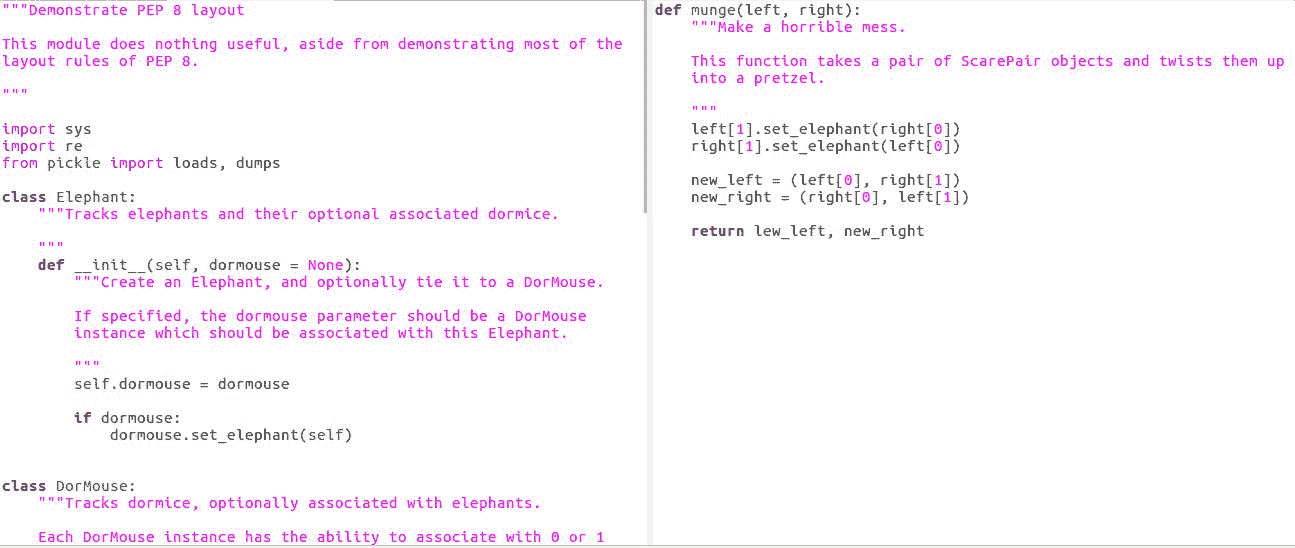 """Demonstrate PEP 8 layout
This module does nothing useful, aside from demonstrating most of the
layout rules of PEP 8.
"""
import sys
import re
from pickle import loads, dumps
class Elephant:
"""Tracks elephants and their optional associated dormice.
"""
def __init__(self, dormouse = None):
"""Create an Elephant, and optionally tie it to a DorMouse.
If specified, the dormouse parameter should be a DorMouse
instance which should be associated with this Elephant.
"""
self.dormouse = dormouse
if dormouse:
dormouse.set_elephant(self)
class DorMouse:
"""Tracks dormice, optionally associated with elephants.
Each DorMouse instance has the ability to associate with 0 or 1
def munge(left, right):
"""Make a horrible mess.
This function takes a pair of ScarePair objects and twists them up
into a pretzel.
"""
left[1].set_elephant(right[0])
right[1].set_elephant(left[0])
new_left = (left[0], right[1])
new_right = (right[0], left[1])
return lew_left, new_right